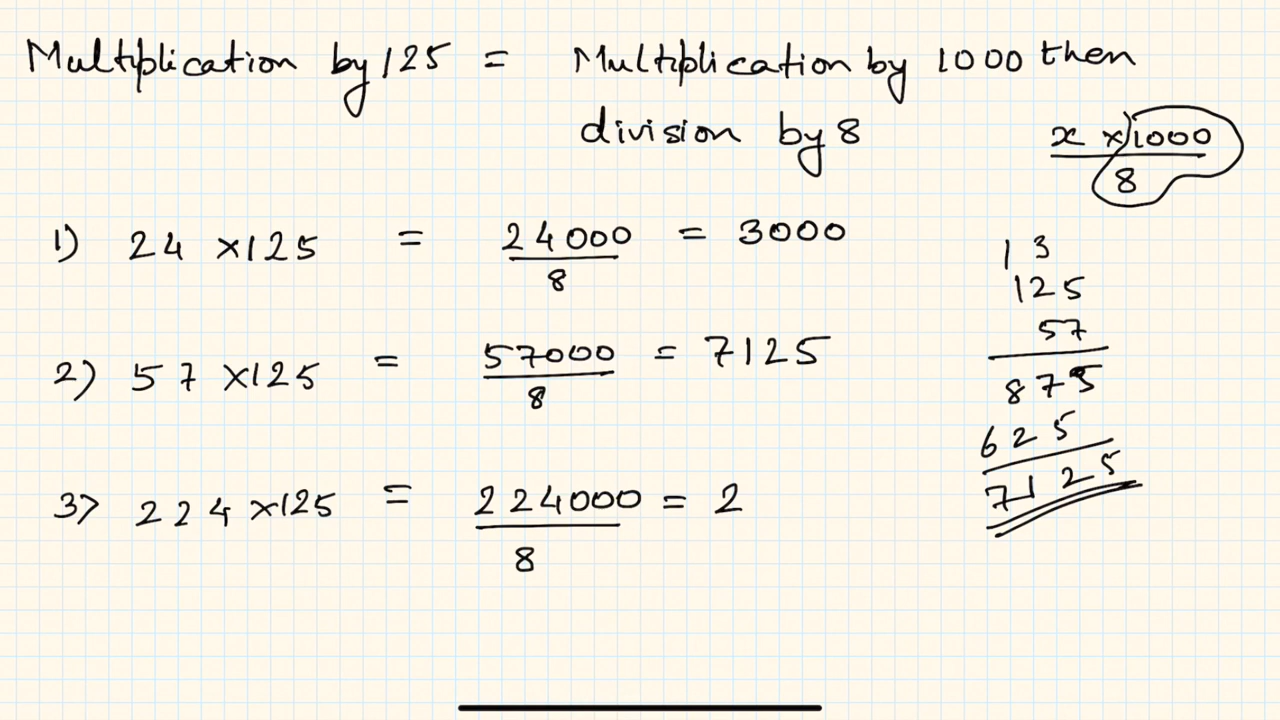 Multiplication by 125 = Multiplication by 1000 then
division by 8
x × 1000
8
1) 24 ×125 = 24000 = 3000
8
2) 57 ×125 = 57000 = 7125
8
3) 224 ×125 = 224000 = 2
8
1 3
125
57
875
625
7125